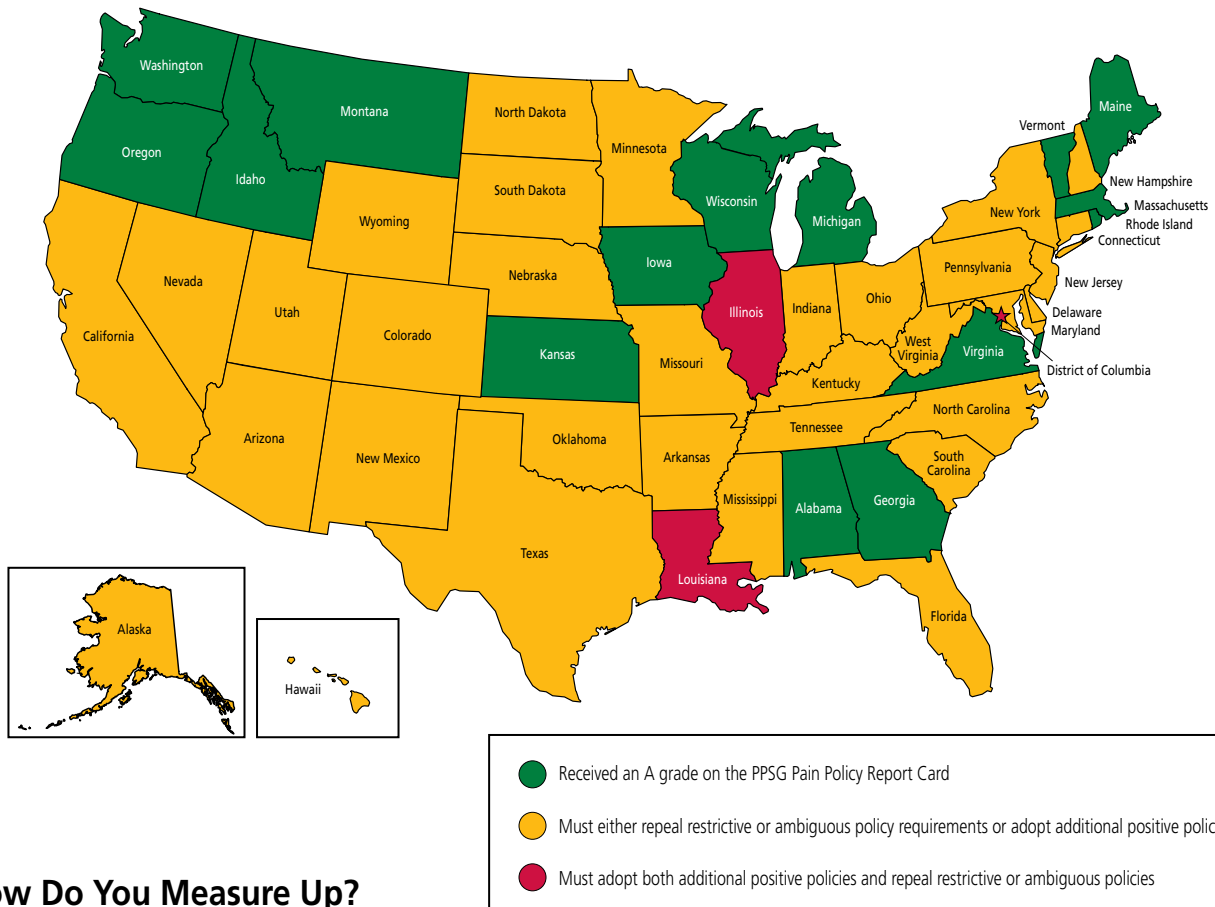 Washington
Oregon
Idaho
Montana
North Dakota
Minnesota
South Dakota
Wyoming
Wisconsin
Michigan
Vermont
Maine
New Hampshire
Massachusetts
Rhode Island
Connecticut
New York
Pennsylvania
New Jersey
Delaware
Maryland
District of Columbia
Iowa
Nebraska
Nevada
Utah
Colorado
California
Kansas
Missouri
Illinois
Indiana
Ohio
West
Virginia
Virginia
Kentucky
North Carolina
Tennessee
South
Carolina
Arizona
New Mexico
Oklahoma
Arkansas
Mississippi
Alabama
Georgia
Texas
Louisiana
Florida
Alaska
Hawaii
Received an A grade on the PPSG Pain Policy Report Card
Must either repeal restrictive or ambiguous policy requirements or adopt additional positive polic
Must adopt both additional positive policies and repeal restrictive or ambiguous policies
ow Do You Measure Up?